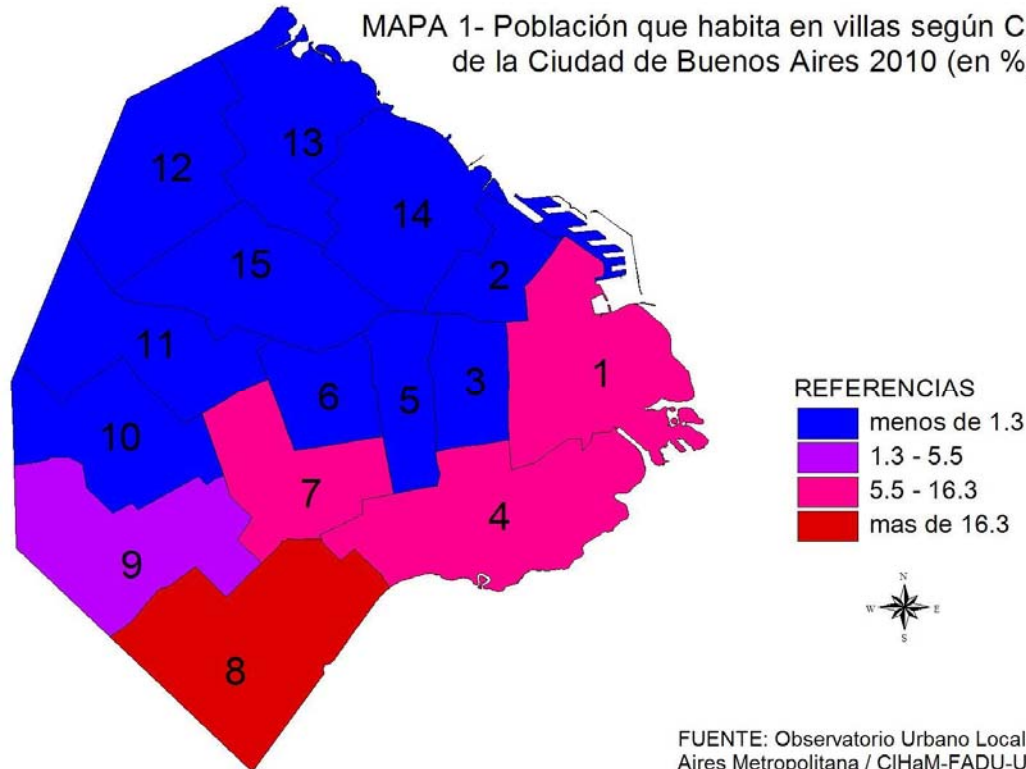 MAPA 1- Población que habita en villas según C
de la Ciudad de Buenos Aires 2010 (en %
12
13
14
15
2
11
1
6
5
3
10
7
4
9
8
REFERENCIAS
menos de 1.3
1.3 - 5.5
5.5 - 16.3
mas de 16.3
N
W E
S
FUENTE: Observatorio Urbano Local
Aires Metropolitana / CIHaM-FADU-U